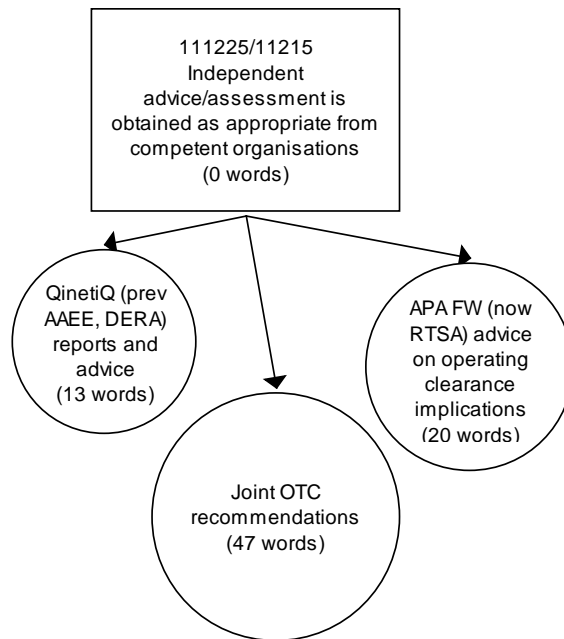 111225/11215
Independent
advice/assessment is
obtained as appropriate from
competent organisations
(0 words)
QinetiQ (prev
AAEE, DERA)
reports and
advice
(13 words)
APA FW (now
RTSA) advice
on operating
clearance
implications
(20 words)
Joint OTC
recommendations
(47 words)